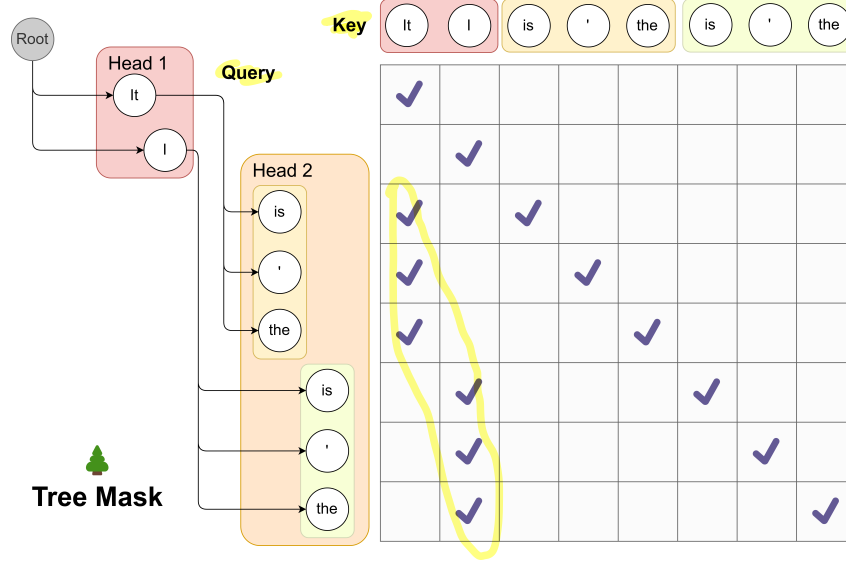 Key It I is ' the is ' the
Root
Head 1
Query
It
I
Head 2
is
'
the
is
'
the
Tree Mask